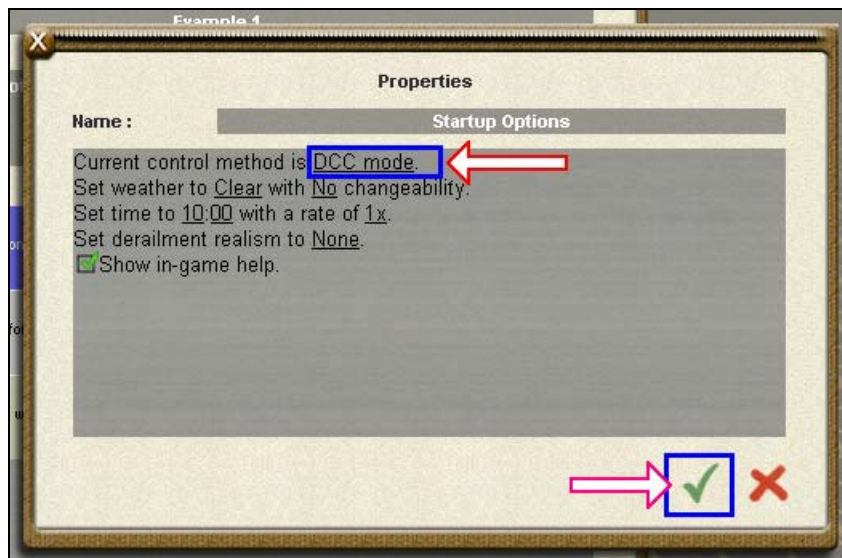 Example 1
X
Properties
Name : Startup Options
Current control method is DCC mode.
Set weather to Clear with No changeability.
Set time to 10:00 with a rate of 1x.
Set derailment realism to None.
Show in-game help.